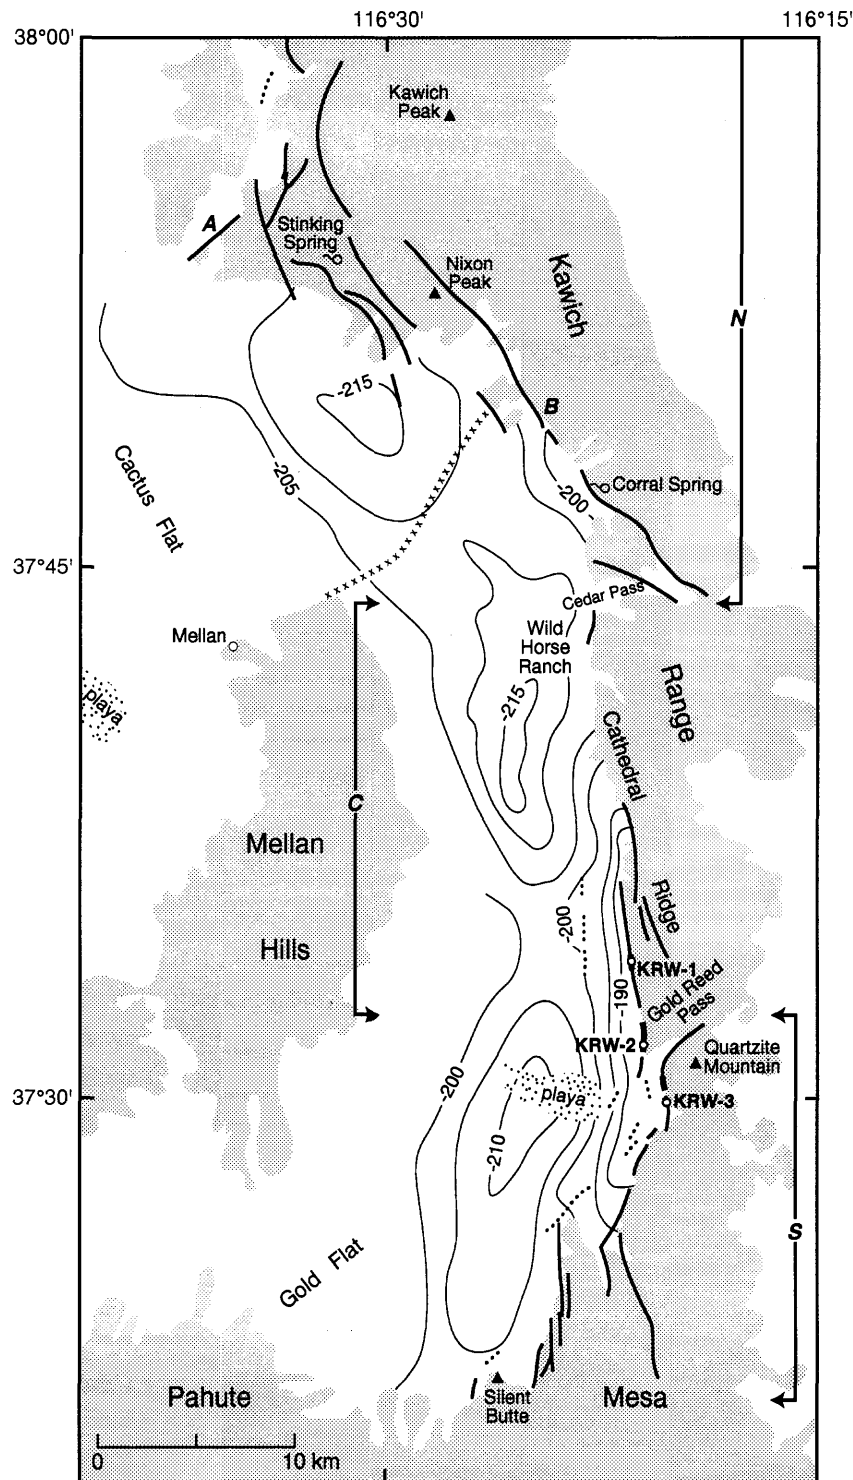 116°30'
116°15'
38°00'
Kawich
Peak
A
Stinking
Spring
Nixon
Peak
Kawich
N
-215
B
Cactus Flat
-205
-200
Corral Spring
37°45'
Cedar Pass
Mellan
Wild
Horse
Ranch
playa
Range
-215
Cathedral
C
Mellan
Ridge
-200
Hills
KRW-1
-190
Gold Reed
Pass
KRW-2
Quartzite
Mountain
-200
37°30'
playa
KRW-3
-210
S
Gold Flat
Pahute
Silent
Butte
Mesa
0
10 km